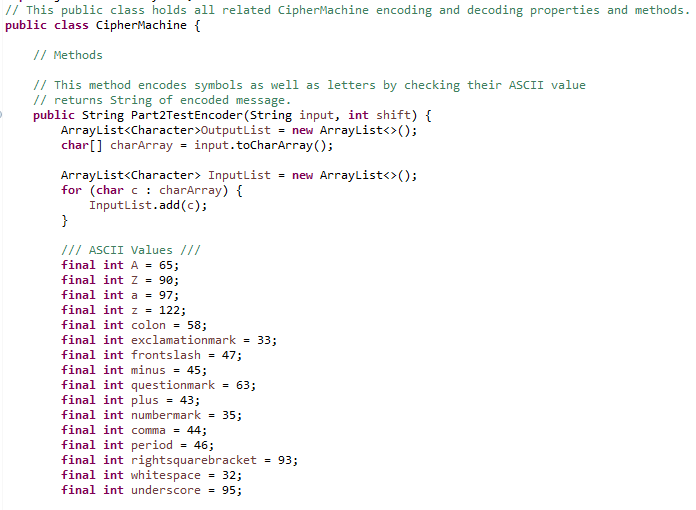 // This public class holds all related CipherMachine encoding and decoding properties and methods.
public class CipherMachine {
// Methods
// This method encodes symbols as well as letters by checking their ASCII value
// returns String of encoded message.
public String Part2TestEncoder(String input, int shift) {
ArrayList<Character>OutputList = new ArrayList<>();
char[] charArray = input.toCharArray();
ArrayList<Character> InputList = new ArrayList<>();
for (char c : charArray) {
InputList.add(c);
}
/// ASCII Values ///
final int A = 65;
final int Z = 90;
final int a = 97;
final int z = 122;
final int colon = 58;
final int exclamationmark = 33;
final int frontslash = 47;
final int minus = 45;
final int questionmark = 63;
final int plus = 43;
final int numbermark = 35;
final int comma = 44;
final int period = 46;
final int rightsquarebracket = 93;
final int whitespace = 32;
final int underscore = 95;